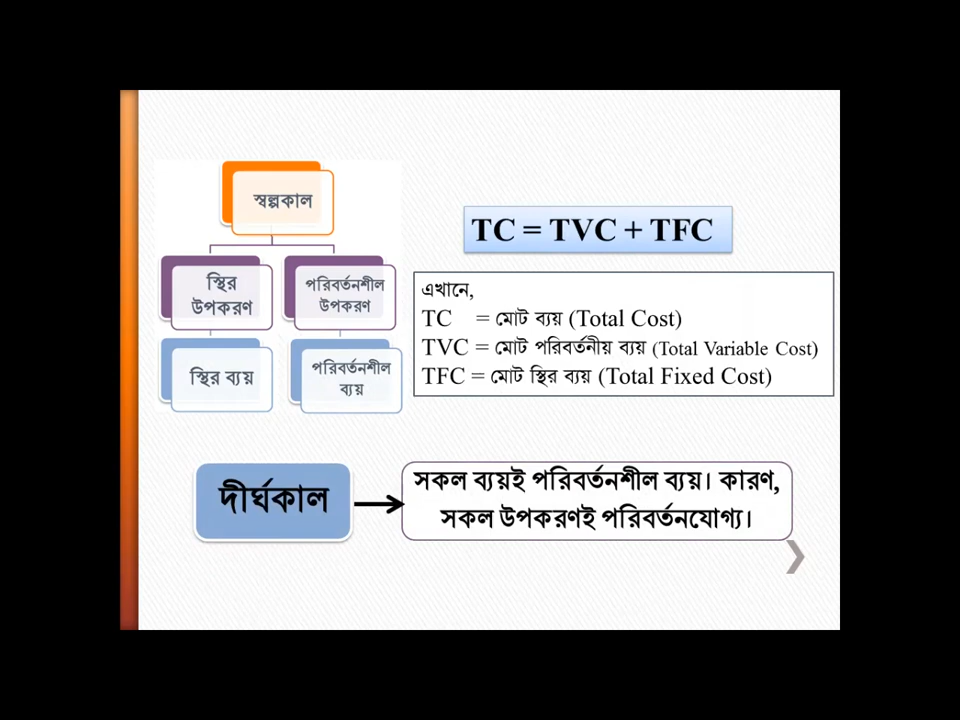 স্বল্পকাল
স্থির
উপকরণ
পরিবর্তনশীল
উপকরণ
স্থির ব্যয়
পরিবর্তনশীল
ব্যয়
TC = TVC + TFC
এখানে,
TC = মোট ব্যয় (Total Cost)
TVC = মোট পরিবর্তনীয় ব্যয় (Total Variable Cost)
TFC = মোট স্থির ব্যয় (Total Fixed Cost)
দীর্ঘকাল
সকল ব্যয়ই পরিবর্তনশীল ব্যয়। কারণ,
সকল উপকরণই পরিবর্তনযোগ্য।